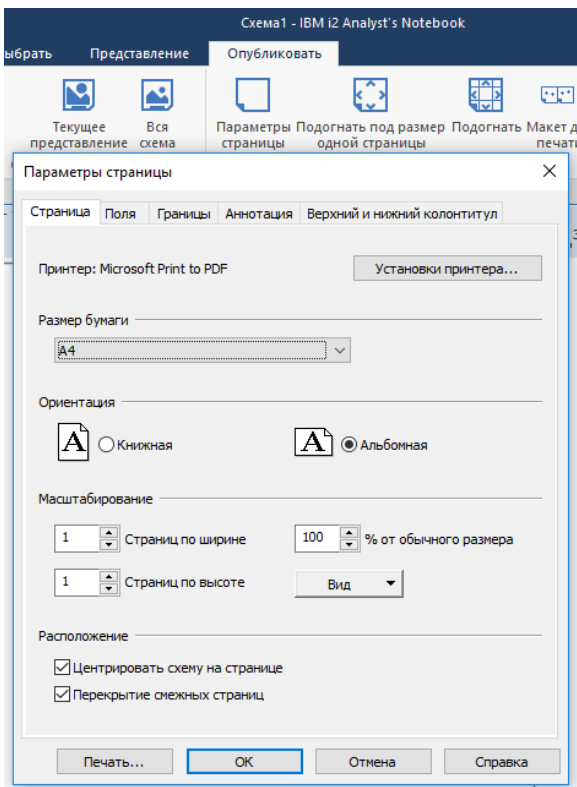 Схема1 - IBM i2 Analyst's Notebook
ыбрать Представление Опубликовать
Текущее представление
Вся схема
Параметры страницы
Подогнать под размер одной страницы
Подогнать
Макет д
печати
Параметры страницы
Страница Поля Границы Аннотация Верхний и нижний колонтитул
Принтер: Microsoft Print to PDF
Установки принтера...
Размер бумаги
A4
Ориентация
A Книжная
A Альбомная
Масштабирование
1 Страниц по ширине
100 % от обычного размера
1 Страниц по высоте
Вид
Расположение
Центрировать схему на странице
Перекрытие смежных страниц
Печать... ОК Отмена Справка